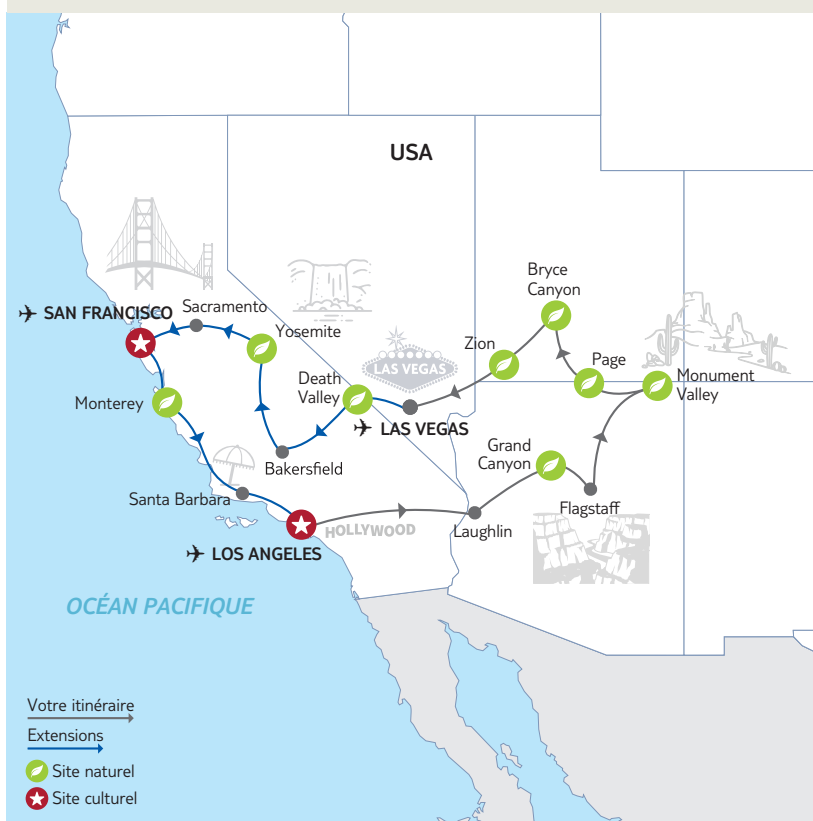 USA
Bryce
Canyon
SAN FRANCISCO
Sacramento
Yosemite
Zion
LAS VEGAS
Page
Death
Valley
Monument
Valley
Monterey
LAS VEGAS
Grand
Canyon
Bakersfield
Santa Barbara
Flagstaff
HOLLYWOOD
Laughlin
LOS ANGELES
OCÉAN PACIFIQUE
Votre itinéraire
Extensions
Site naturel
Site culturel